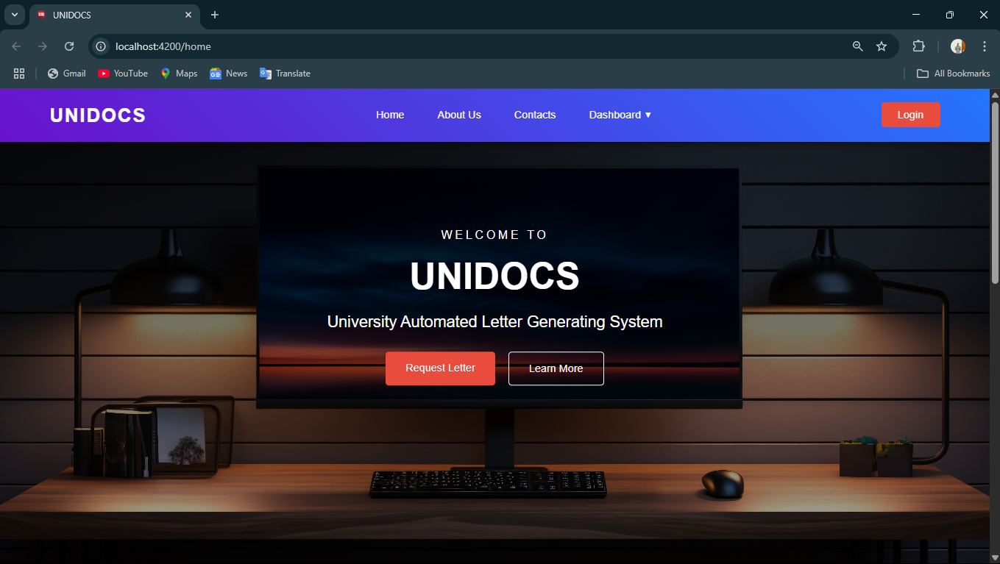 UNIDOCS
localhost:4200/home
Gmail
YouTube
Maps
News
Translate
All Bookmarks
UNIDOCS
Home
About Us
Contacts
Dashboard ▼
Login
WELCOME TO
UNIDOCS
University Automated Letter Generating System
Request Letter
Learn More